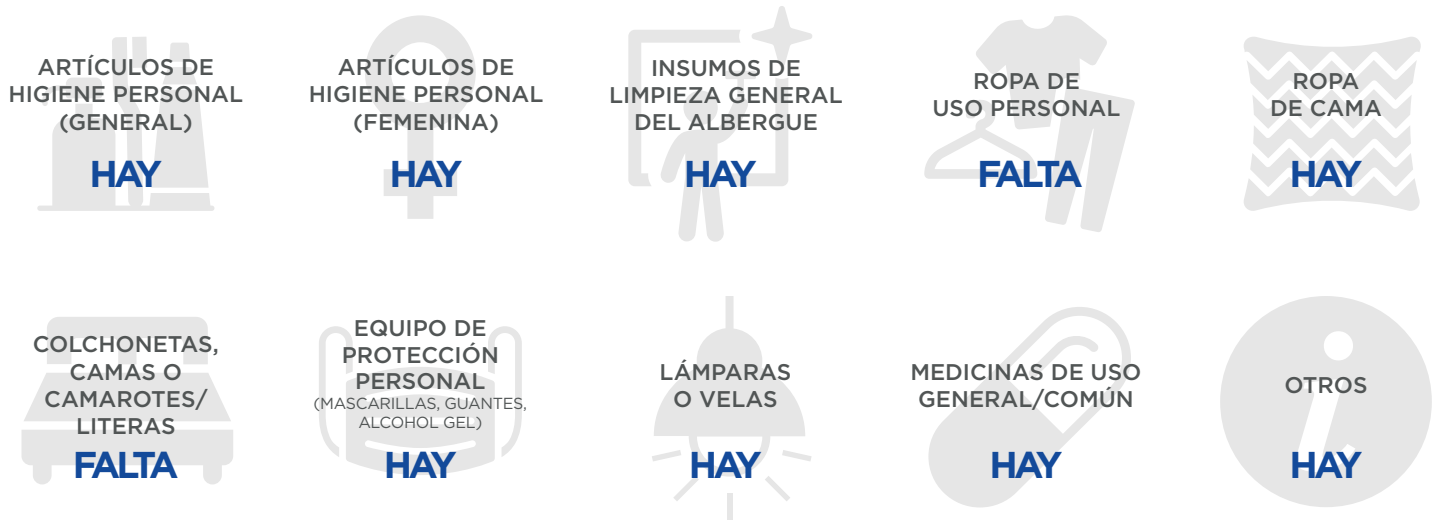 ARTÍCULOS DE
HIGIENE PERSONAL
(GENERAL)
HAY
ARTÍCULOS DE
HIGIENE PERSONAL
(FEMENINA)
HAY
INSUMOS DE
LIMPIEZA GENERAL
DEL ALBERGUE
HAY
ROPA DE
USO PERSONAL
FALTA
ROPA
DE CAMA
HAY
COLCHONETAS,
CAMAS O
CAMAROTES/
LITERAS
FALTA
EQUIPO DE
PROTECCIÓN
PERSONAL
(MASCARILLAS, GUANTES,
ALCOHOL GEL)
HAY
LÁMPARAS
O VELAS
HAY
MEDICINAS DE USO
GENERAL/COMÚN
HAY
OTROS
HAY